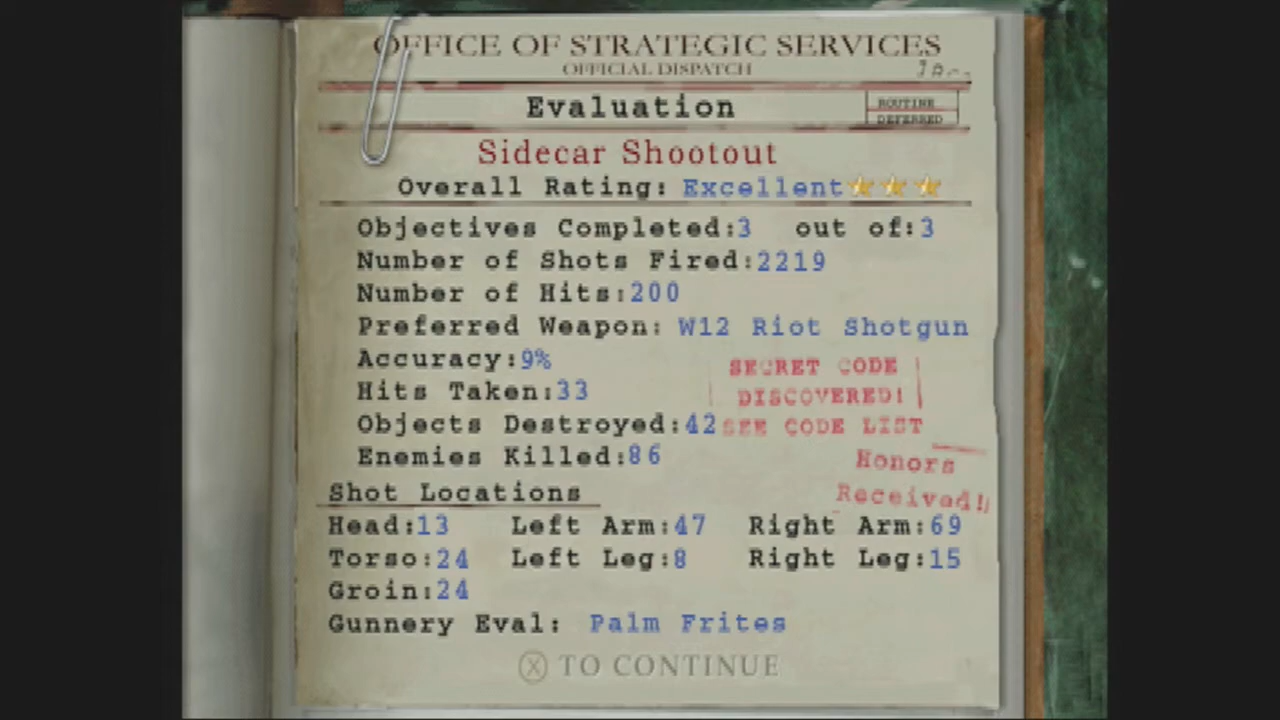 OFFICE OF STRATEGIC SERVICES
OFFICIAL DISPATCH
Evaluation
ROUTINE
DEFERRED
Sidecar Shootout
Overall Rating: Excellent
Objectives Completed:3 out of:3
Number of Shots Fired:2219
Number of Hits:200
Preferred Weapon: W12 Riot Shotgun
Accuracy:9%
SECRET CODE
DISCOVERED!
Hits Taken:33
Objects Destroyed:42
SEE CODE LIST
Enemies Killed:86
Honors
Received!
Shot Locations
Head:13 Left Arm:47 Right Arm:69
Torso:24 Left Leg:8 Right Leg:15
Groin:24
Gunnery Eval: Palm Frites
X TO CONTINUE